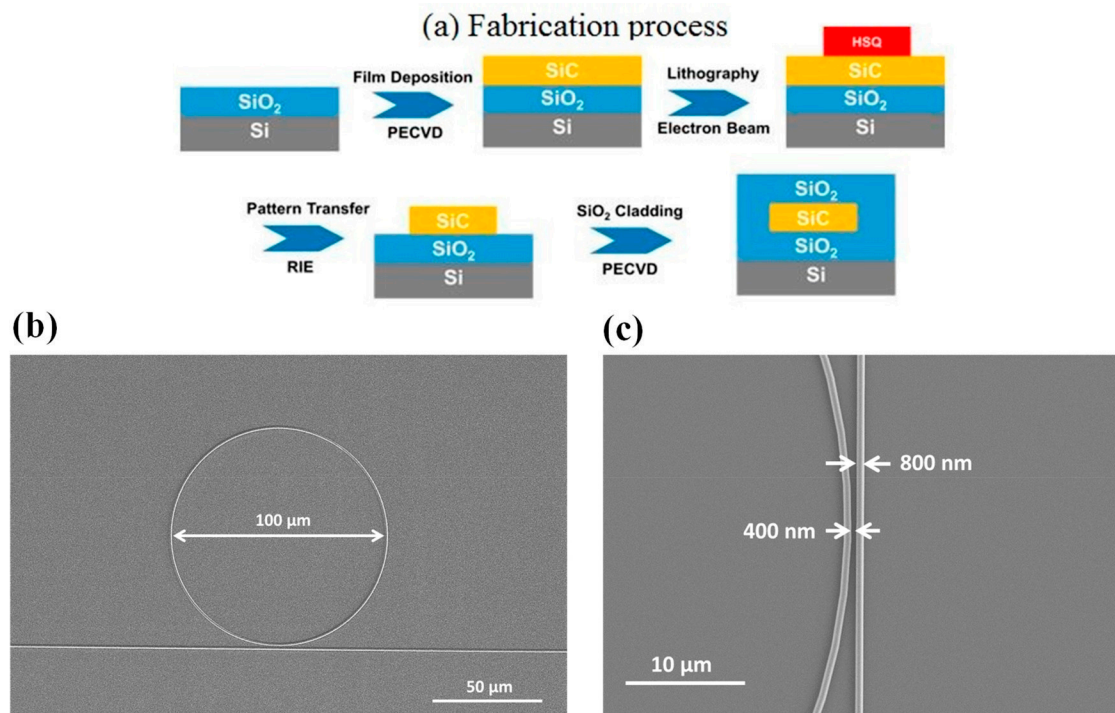 (a) Fabrication process
SiO₂
Si
Film Deposition
PECVD
SiC
SiO₂
Si
Lithography
Electron Beam
HSQ
SiC
SiO₂
Si
Pattern Transfer
RIE
SiC
SiO₂
Si
SiO₂ Cladding
PECVD
SiO₂
SiC
SiO₂
Si
(b)
100 µm
50 µm
(c)
800 nm
400 nm
10 µm